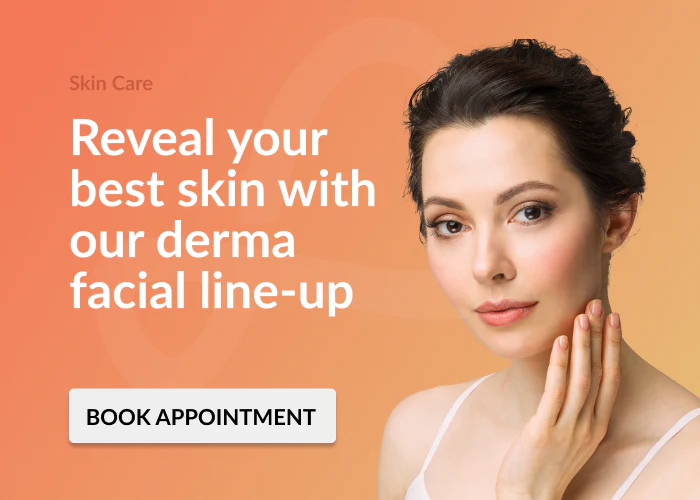 Skin Care
Reveal your
best skin with
our derma
facial line-up
BOOK APPOINTMENT